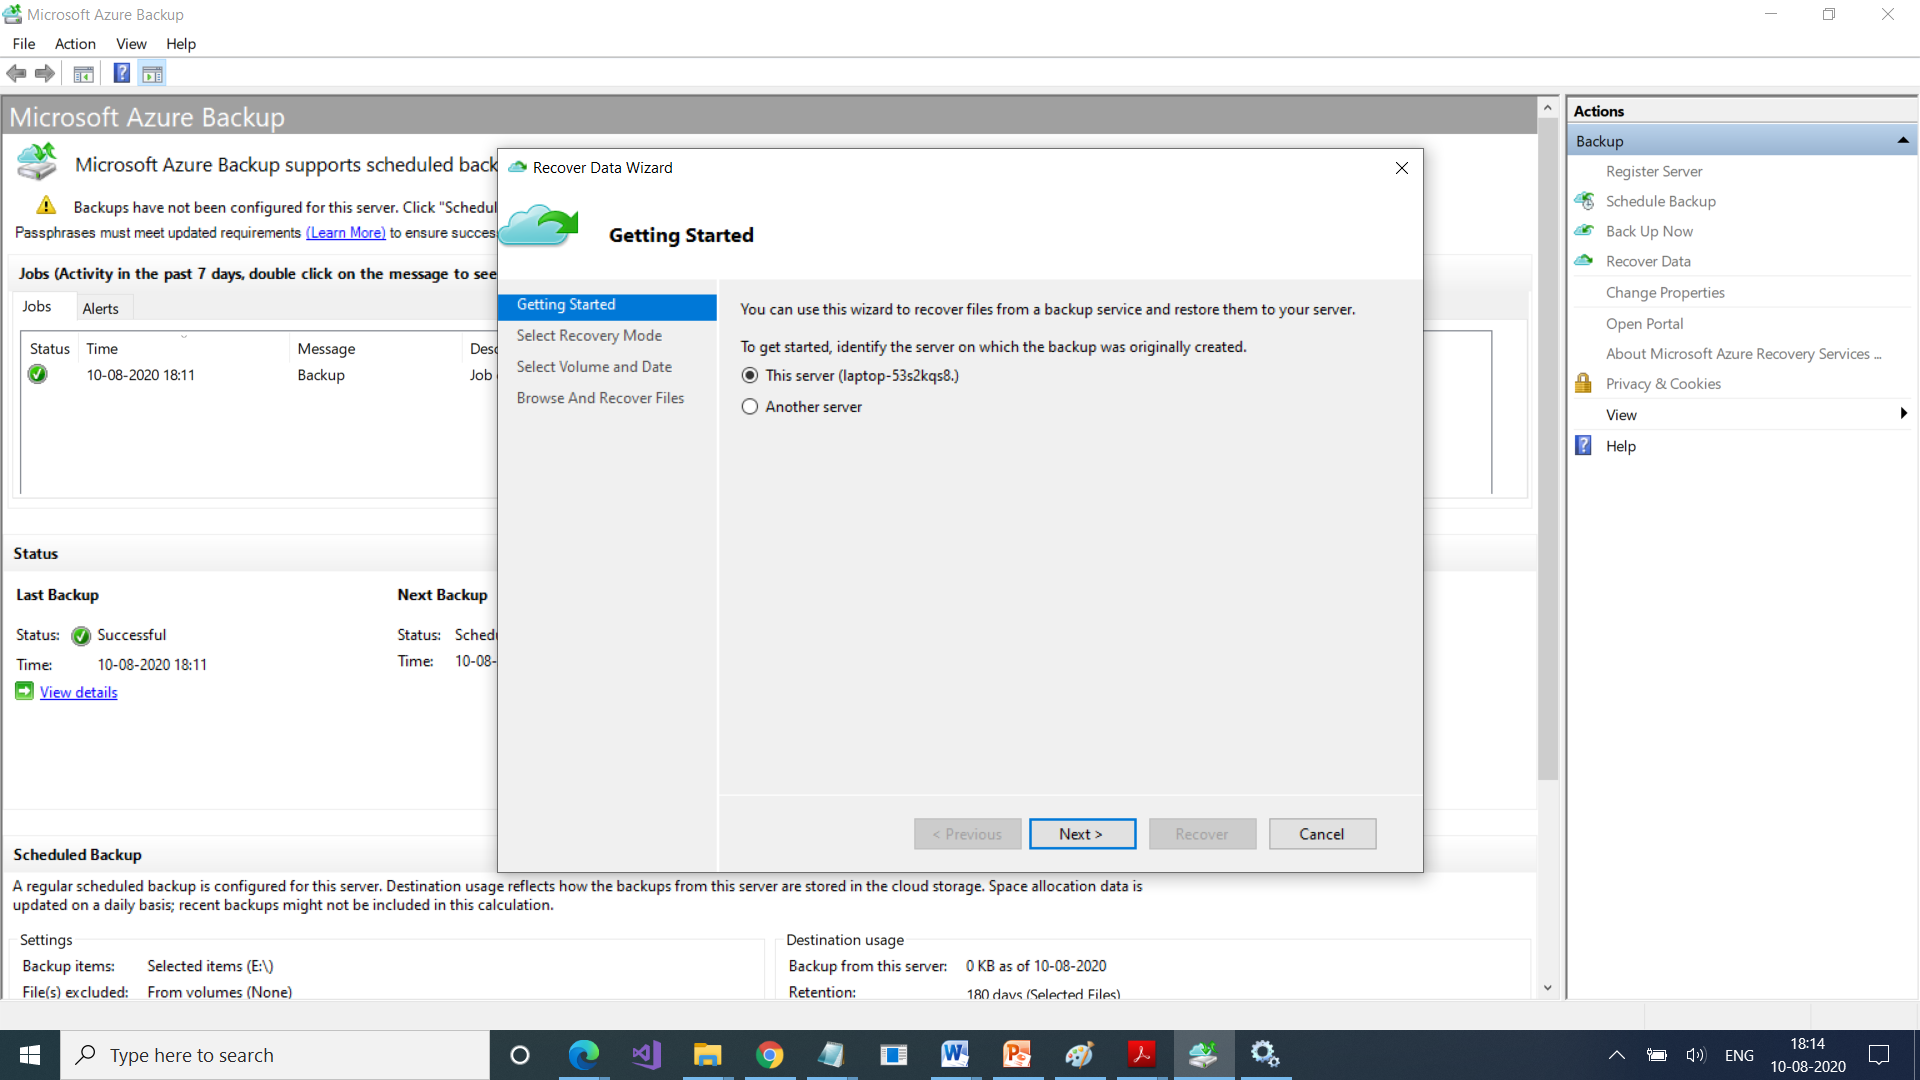 Microsoft Azure Backup
File Action View Help
Microsoft Azure Backup
Microsoft Azure Backup supports scheduled back
Backups have not been configured for this server. Click "Schedul
Passphrases must meet updated requirements (Learn More) to ensure succes
Jobs (Activity in the past 7 days, double click on the message to see
Jobs Alerts
Status Time Message Desc
10-08-2020 18:11 Backup Job
Status
Last Backup Next Backup
Status: Successful Status: Schedu
Time: 10-08-2020 18:11 Time: 10-08-
View details
Scheduled Backup
A regular scheduled backup is configured for this server. Destination usage reflects how the backups from this server are stored in the cloud storage. Space allocation data is
updated on a daily basis; recent backups might not be included in this calculation.
Settings
Backup items: Selected items (E:\)
File(s) excluded: From volumes (None)
Destination usage
Backup from this server: 0 KB as of 10-08-2020
Retention: 180 days (Selected Files)
Recover Data Wizard
Getting Started
Getting Started
Select Recovery Mode
Select Volume and Date
Browse And Recover Files
You can use this wizard to recover files from a backup service and restore them to your server.
To get started, identify the server on which the backup was originally created.
This server (laptop-53s2kqs8.)
Another server
< Previous Next > Recover Cancel
Actions
Backup
Register Server
Schedule Backup
Back Up Now
Recover Data
Change Properties
Open Portal
About Microsoft Azure Recovery Services ...
Privacy & Cookies
View
Help
Type here to search
ENG
18:14
10-08-2020